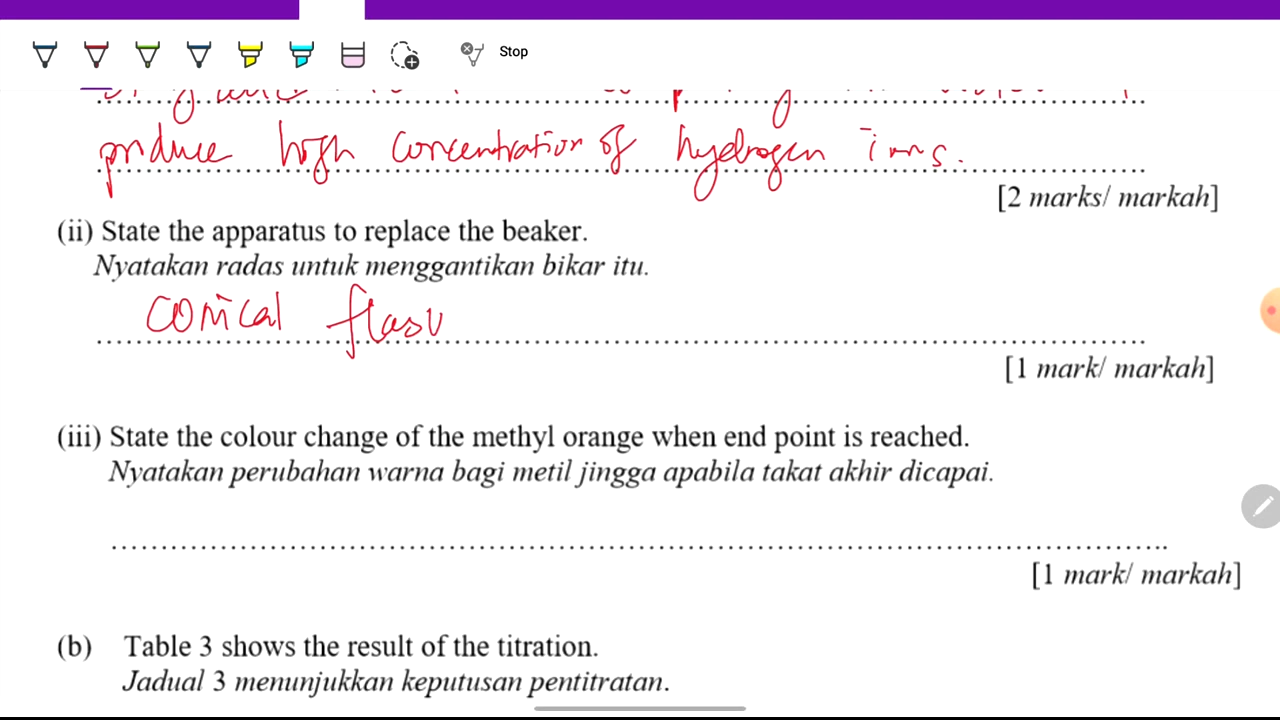 Stop
produce high concentration of hydrogen ions.
[2 marks/ markah]
(ii) State the apparatus to replace the beaker.
Nyatakan radas untuk menggantikan bikar itu.
conical flask
[1 mark/ markah]
(iii) State the colour change of the methyl orange when end point is reached.
Nyatakan perubahan warna bagi metil jingga apabila takat akhir dicapai.
[1 mark/ markah]
(b) Table 3 shows the result of the titration.
Jadual 3 menunjukkan keputusan pentitratan.